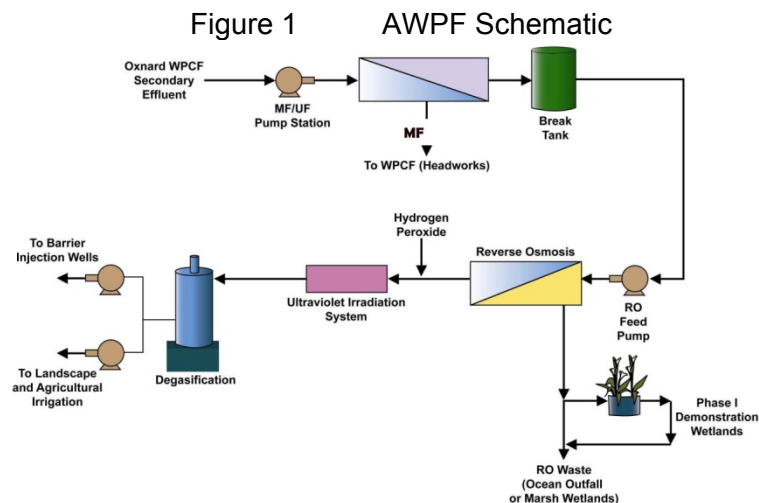 Figure 1 AWPF Schematic
Oxnard WPCF
Secondary
Effluent
MF/UF
Pump Station
MF
To WPCF (Headworks)
Break
Tank
Hydrogen
Peroxide
Reverse Osmosis
To Barrier
Injection Wells
Ultraviolet Irradiation
System
RO
Feed
Pump
To Landscape
and Agricultural
Irrigation
Degasification
Phase I
Demonstration
Wetlands
RO Waste
(Ocean Outfall
or Marsh Wetlands)